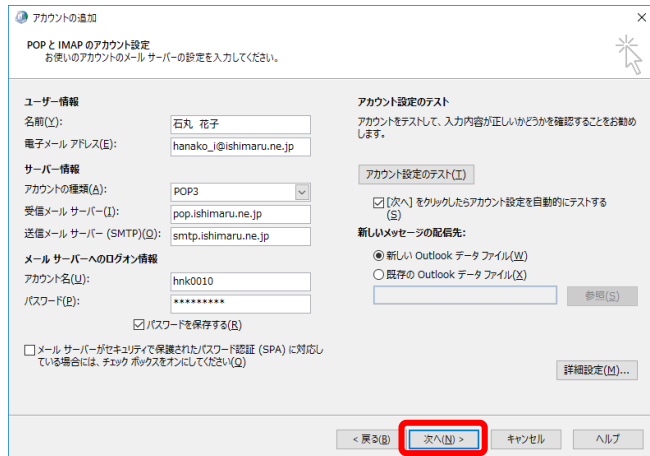 アカウントの追加
POP と IMAP のアカウント設定
お使いのアカウントのメール サーバーの設定を入力してください。
ユーザー情報
名前(Y):
石丸 花子
電子メール アドレス(E):
hanako_i@ishimaru.ne.jp
サーバー情報
アカウントの種類(A):
POP3
受信メール サーバー(I):
pop.ishimaru.ne.jp
送信メール サーバー (SMTP)(O):
smtp.ishimaru.ne.jp
メール サーバーへのログオン情報
アカウント名(U):
hnk0010
パスワード(P):
*********
パスワードを保存する(R)
メール サーバーがセキュリティで保護されたパスワード認証 (SPA) に対応し
ている場合には、チェック ボックスをオンにしてください(Q)
アカウント設定のテスト
アカウントをテストして、入力内容が正しいかどうかを確認することをお勧め
します。
アカウント設定のテスト(T)
[次へ] をクリックしたらアカウント設定を自動的にテストする
(S)
新しいメッセージの配信先:
新しい Outlook データ ファイル(W)
既存の Outlook データ ファイル(X)
参照(S)
詳細設定(M)...
< 戻る(B)
次へ(N) >
キャンセル
ヘルプ